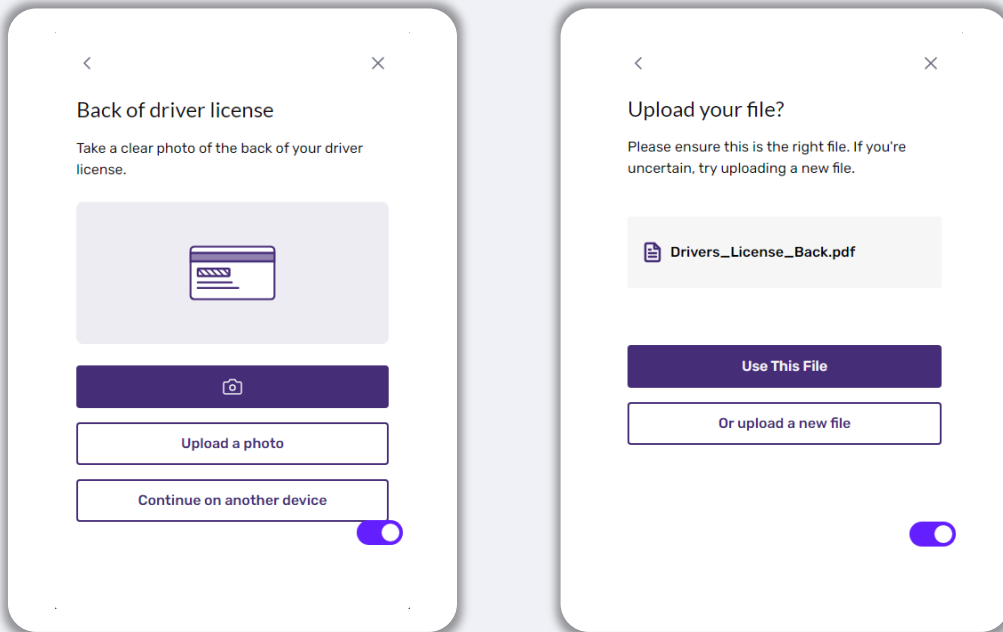 Back of driver license
Take a clear photo of the back of your driver
license.
Upload a photo
Continue on another device
Upload your file?
Please ensure this is the right file. If you're
uncertain, try uploading a new file.
Drivers_License_Back.pdf
Use This File
Or upload a new file